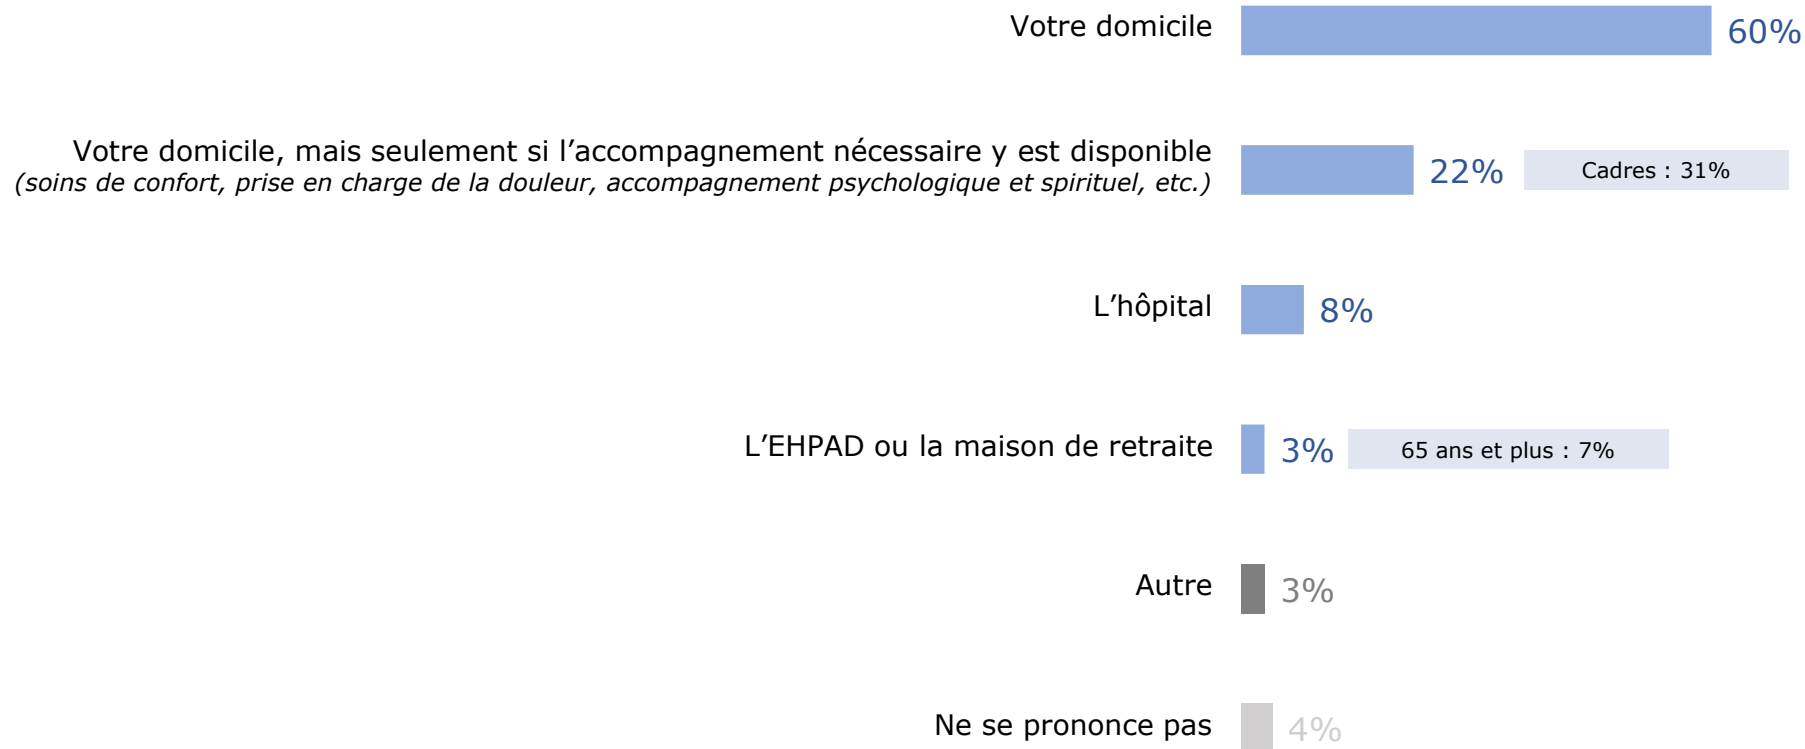 Votre domicile
60%
Votre domicile, mais seulement si l’accompagnement nécessaire y est disponible
(soins de confort, prise en charge de la douleur, accompagnement psychologique et spirituel, etc.)
22%
Cadres : 31%
L’hôpital
8%
L’EHPAD ou la maison de retraite
3%
65 ans et plus : 7%
Autre
3%
Ne se prononce pas
4%